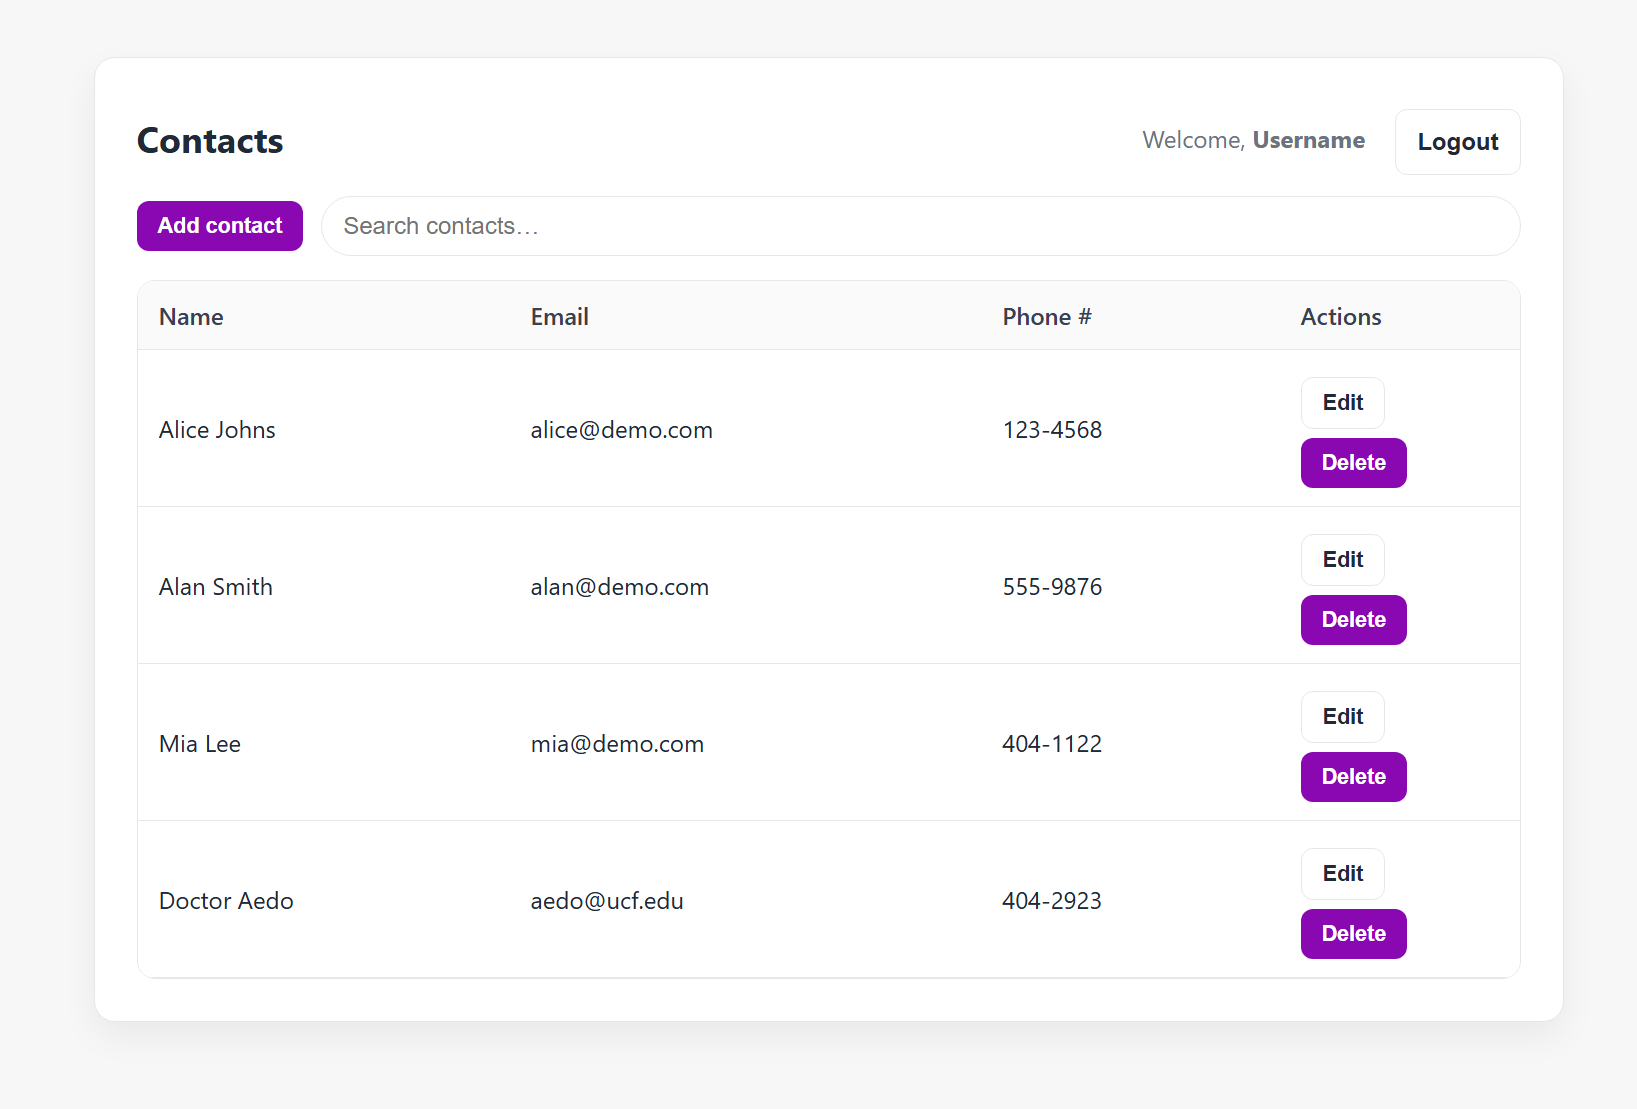 Contacts
Welcome, Username
Logout
Add contact
Search contacts…
Name Email Phone # Actions
Alice Johns alice@demo.com 123-4568
Edit
Delete
Alan Smith alan@demo.com 555-9876
Edit
Delete
Mia Lee mia@demo.com 404-1122
Edit
Delete
Doctor Aedo aedo@ucf.edu 404-2923
Edit
Delete